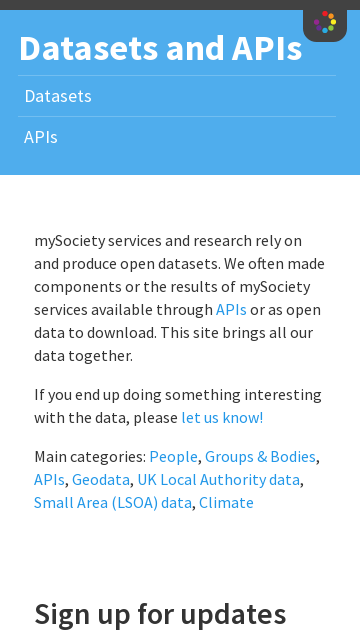 Datasets and APIs
Datasets
APIs
mySociety services and research rely on
and produce open datasets. We often made
components or the results of mySociety
services available through APIs or as open
data to download. This site brings all our
data together.
If you end up doing something interesting
with the data, please let us know!
Main categories: People, Groups & Bodies,
APIs, Geodata, UK Local Authority data,
Small Area (LSOA) data, Climate
Sign up for updates